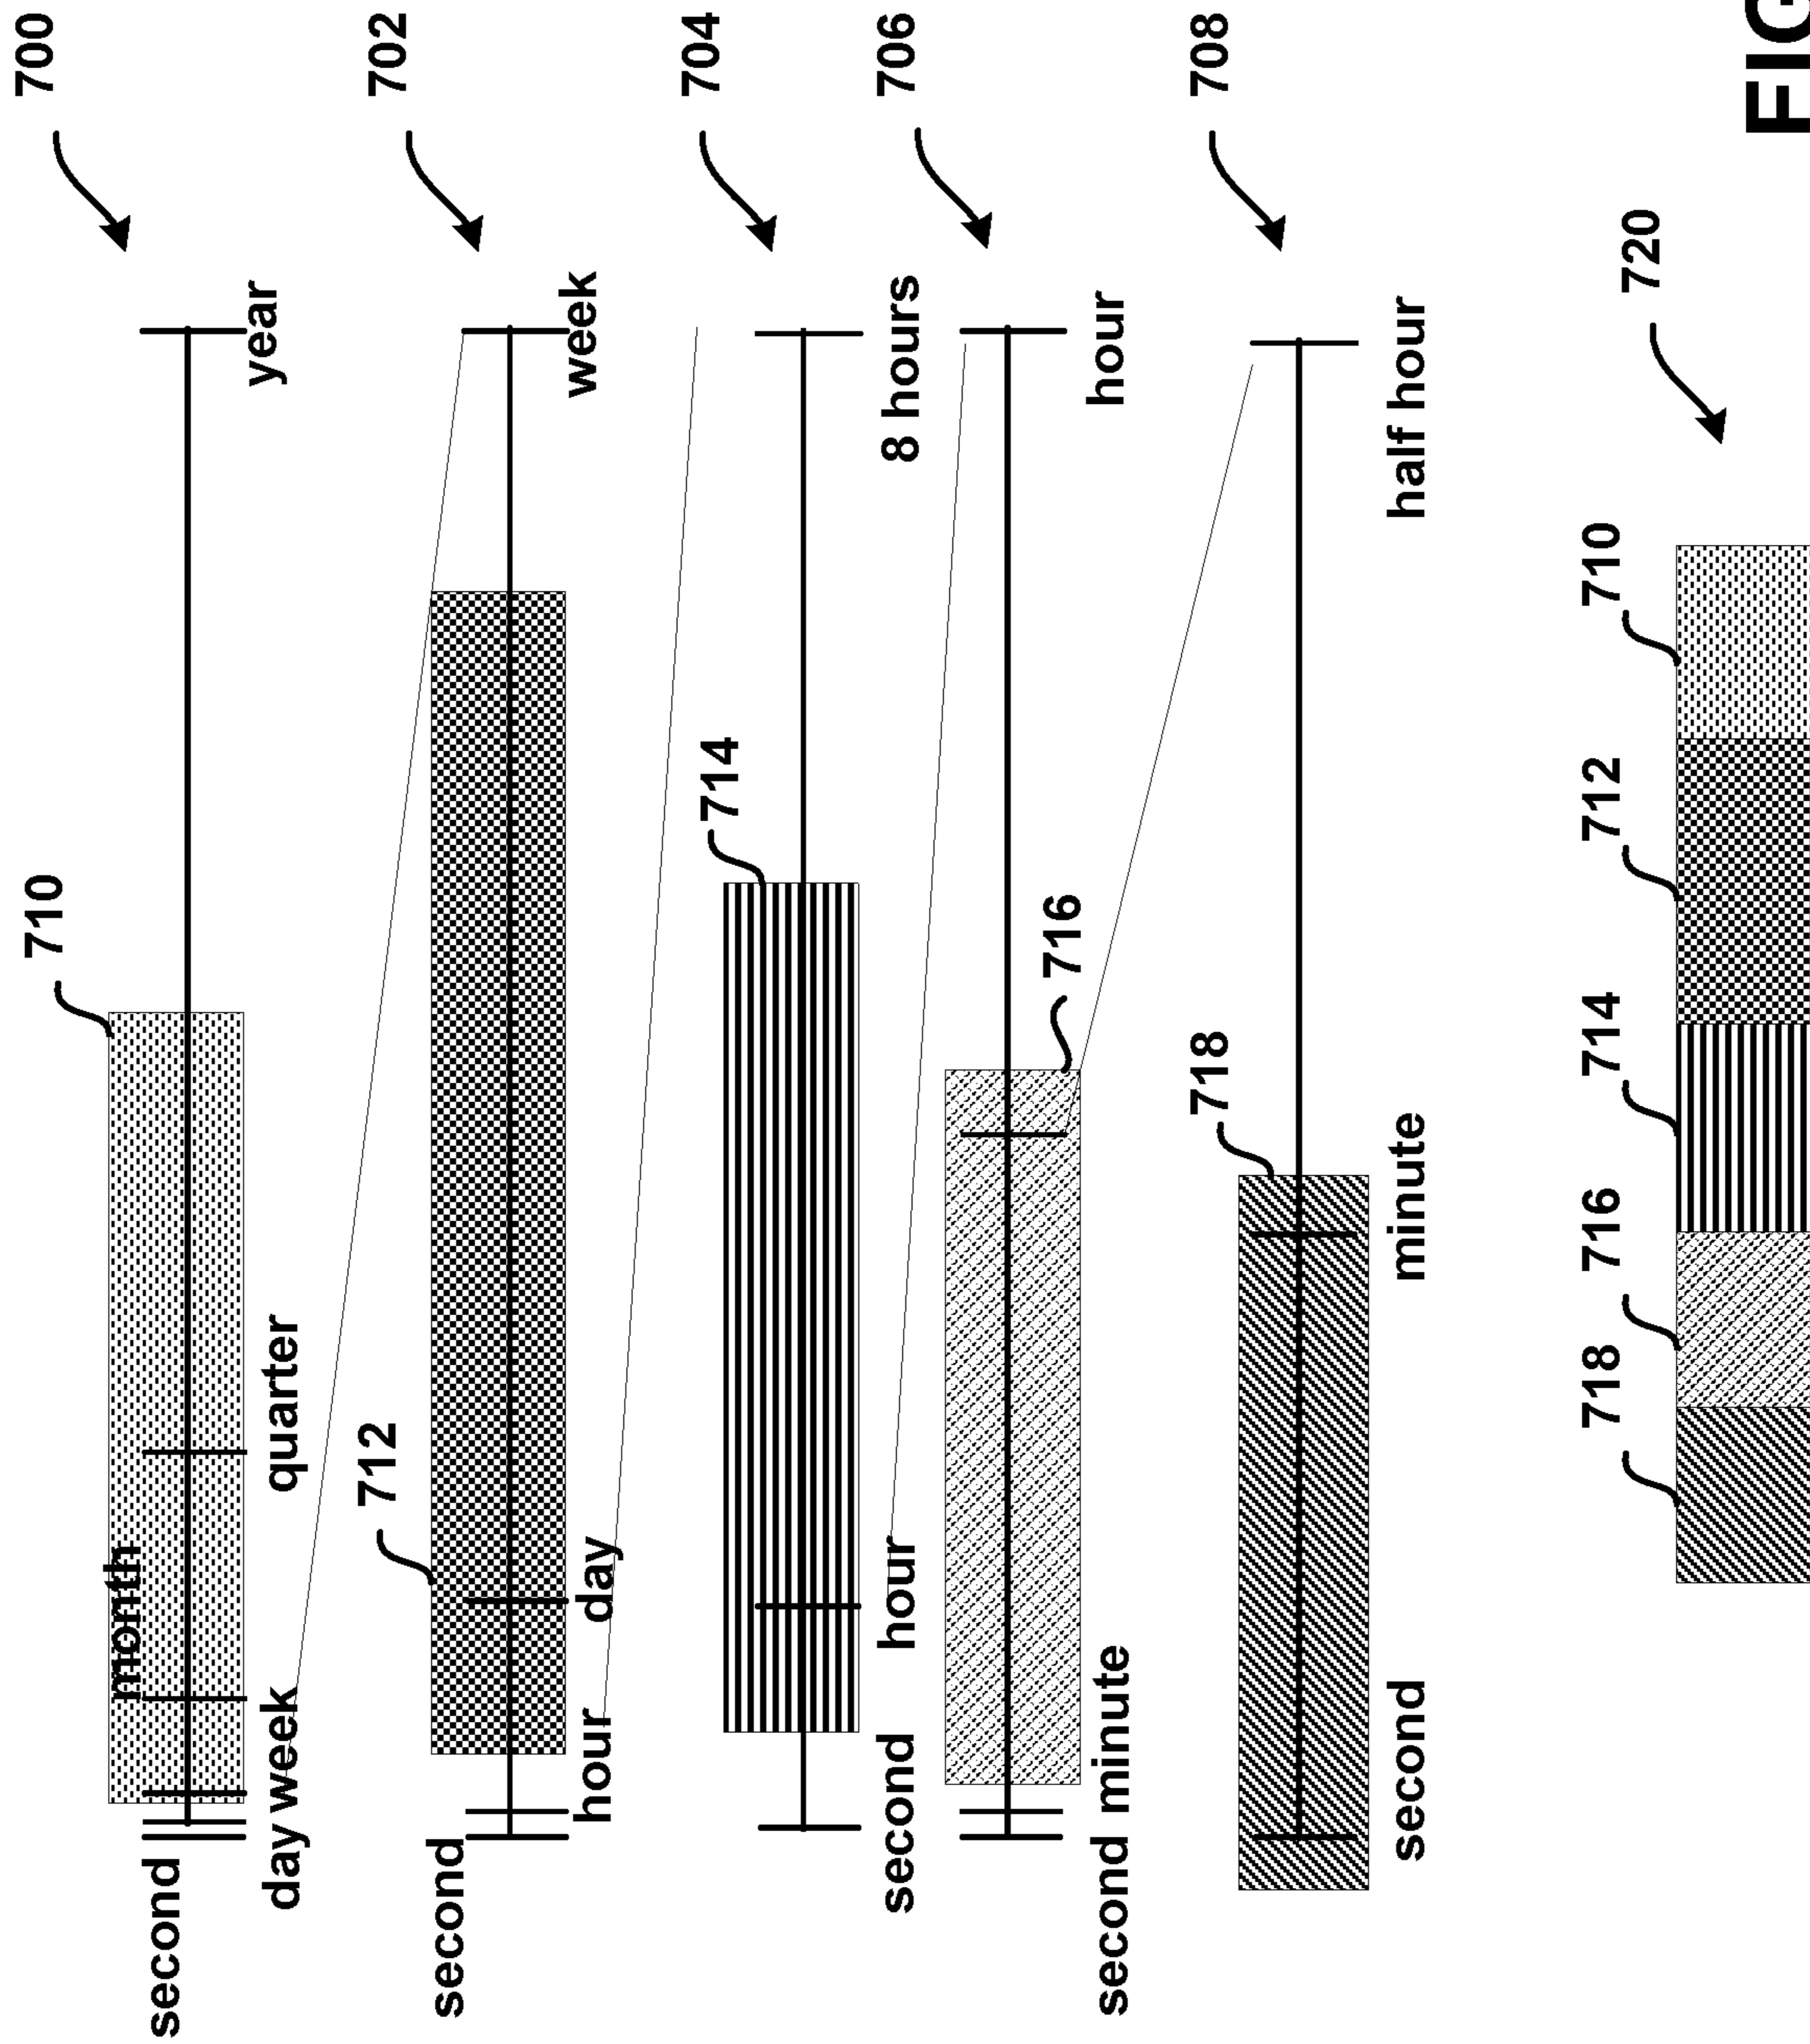 700
710
month
second
day week quarter year
702
712
second
hour day week
704
714
second hour 8 hours
706
716
second minute hour
718 708
second minute half hour
718 716 714 712 710
720
FIG